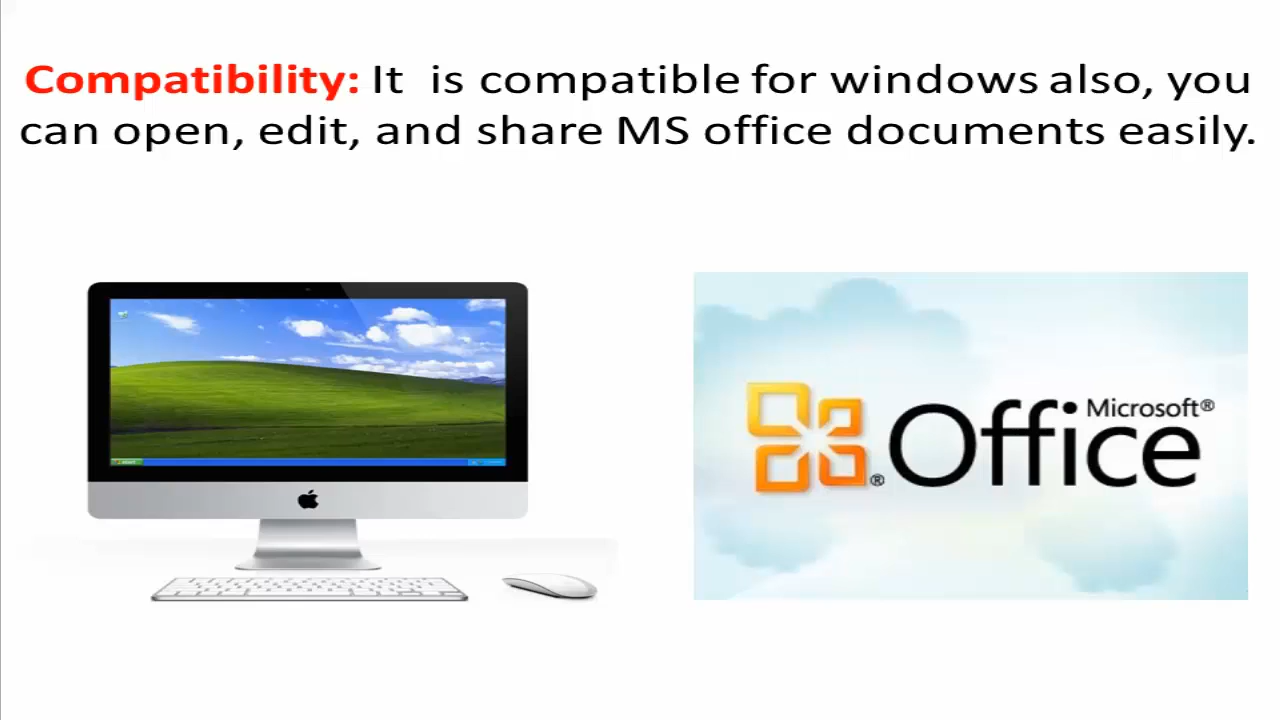 Compatibility: It is compatible for windows also, you
can open, edit, and share MS office documents easily.
Microsoft®
® Office